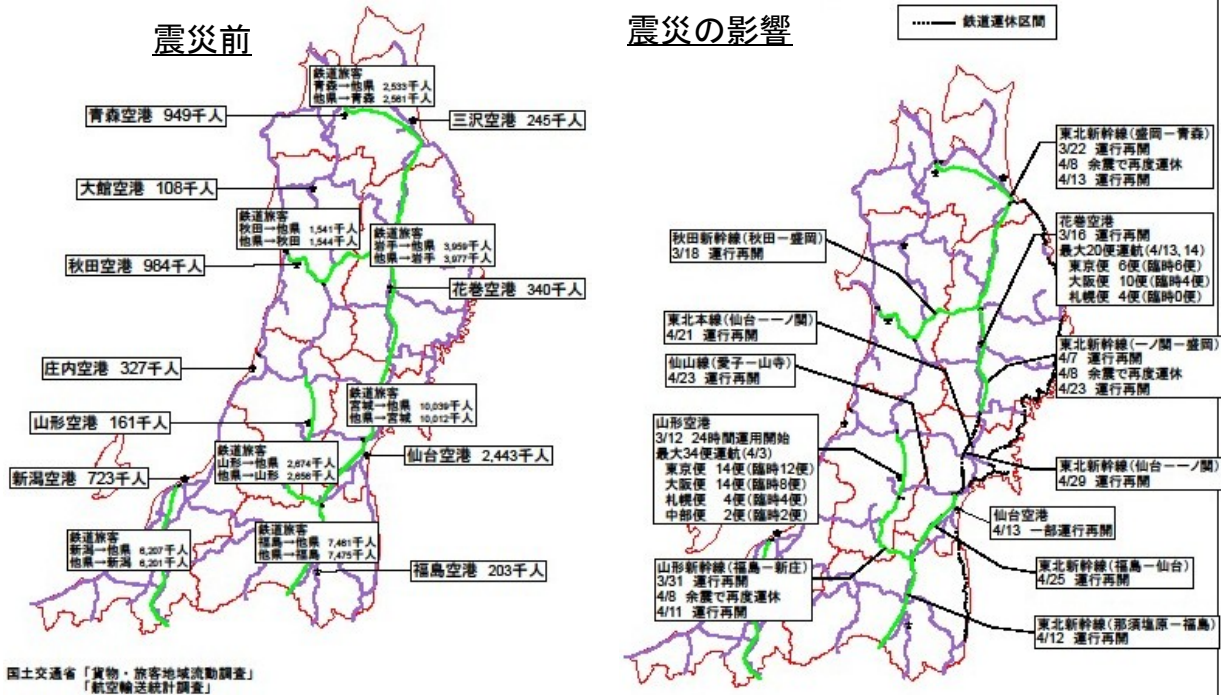 震災前
鉄道旅客
青森→他県 2,533千人
他県→青森 2,561千人
青森空港 949千人
三沢空港 245千人
大館空港 108千人
鉄道旅客
秋田→他県 1,541千人
他県→秋田 1,544千人
鉄道旅客
岩手→他県 3,959千人
他県→岩手 3,977千人
秋田空港 984千人
花巻空港 340千人
庄内空港 327千人
鉄道旅客
宮城→他県 10,039千人
他県→宮城 10,012千人
山形空港 161千人
鉄道旅客
山形→他県 2,674千人
他県→山形 2,656千人
仙台空港 2,443千人
新潟空港 723千人
鉄道旅客
新潟→他県 6,207千人
他県→新潟 6,201千人
鉄道旅客
福島→他県 7,461千人
他県→福島 7,475千人
福島空港 203千人
国土交通省「貨物・旅客地域流動調査」
「航空輸送統計調査」
震災の影響
鉄道運休区間
東北新幹線(盛岡ー青森)
3/22 運行再開
4/8 余震で再度運休
4/13 運行再開
花巻空港
3/16 運行再開
最大20便運航(4/13, 14)
東京便 6便(臨時6便)
大阪便 10便(臨時4便)
札幌便 4便(臨時0便)
秋田新幹線(秋田ー盛岡)
3/18 運行再開
東北本線(仙台ー一ノ関)
4/21 運行再開
東北新幹線(一ノ関ー盛岡)
4/7 運行再開
4/8 余震で再度運休
4/23 運行再開
仙山線(愛子ー山寺)
4/23 運行再開
山形空港
3/12 24時間運用開始
最大34便運航(4/3)
東京便 14便(臨時12便)
大阪便 14便(臨時8便)
札幌便 4便(臨時4便)
中部便 2便(臨時2便)
東北新幹線(仙台ー一ノ関)
4/29 運行再開
仙台空港
4/13 一部運行再開
山形新幹線(福島ー新庄)
3/31 運行再開
4/8 余震で再度運休
4/11 運行再開
東北新幹線(福島ー仙台)
4/25 運行再開
東北新幹線(那須塩原ー福島)
4/12 運行再開